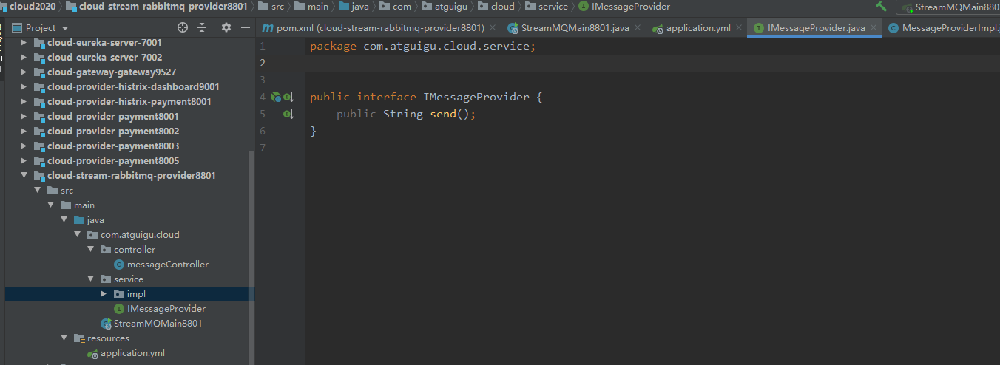 cloud2020 cloud-stream-rabbitmq-provider8801 src main java com atguigu cloud service IMessageProvider StreamMQMain880
Project
pom.xml (cloud-stream-rabbitmq-provider8801) StreamMQMain8801.java application.yml IMessageProvider.java MessageProviderImpl.j
cloud-eureka-server-7001
cloud-eureka-server-7002
cloud-gateway-gateway9527
cloud-provider-histrix-dashboard9001
cloud-provider-histrix-payment8001
cloud-provider-payment8001
cloud-provider-payment8002
cloud-provider-payment8003
cloud-provider-payment8005
cloud-stream-rabbitmq-provider8801
src
main
java
com.atguigu.cloud
controller
messageController
service
impl
IMessageProvider
StreamMQMain8801
resources
application.yml
1 package com.atguigu.cloud.service;
2
3
4 public interface IMessageProvider {
5 public String send();
6 }
7